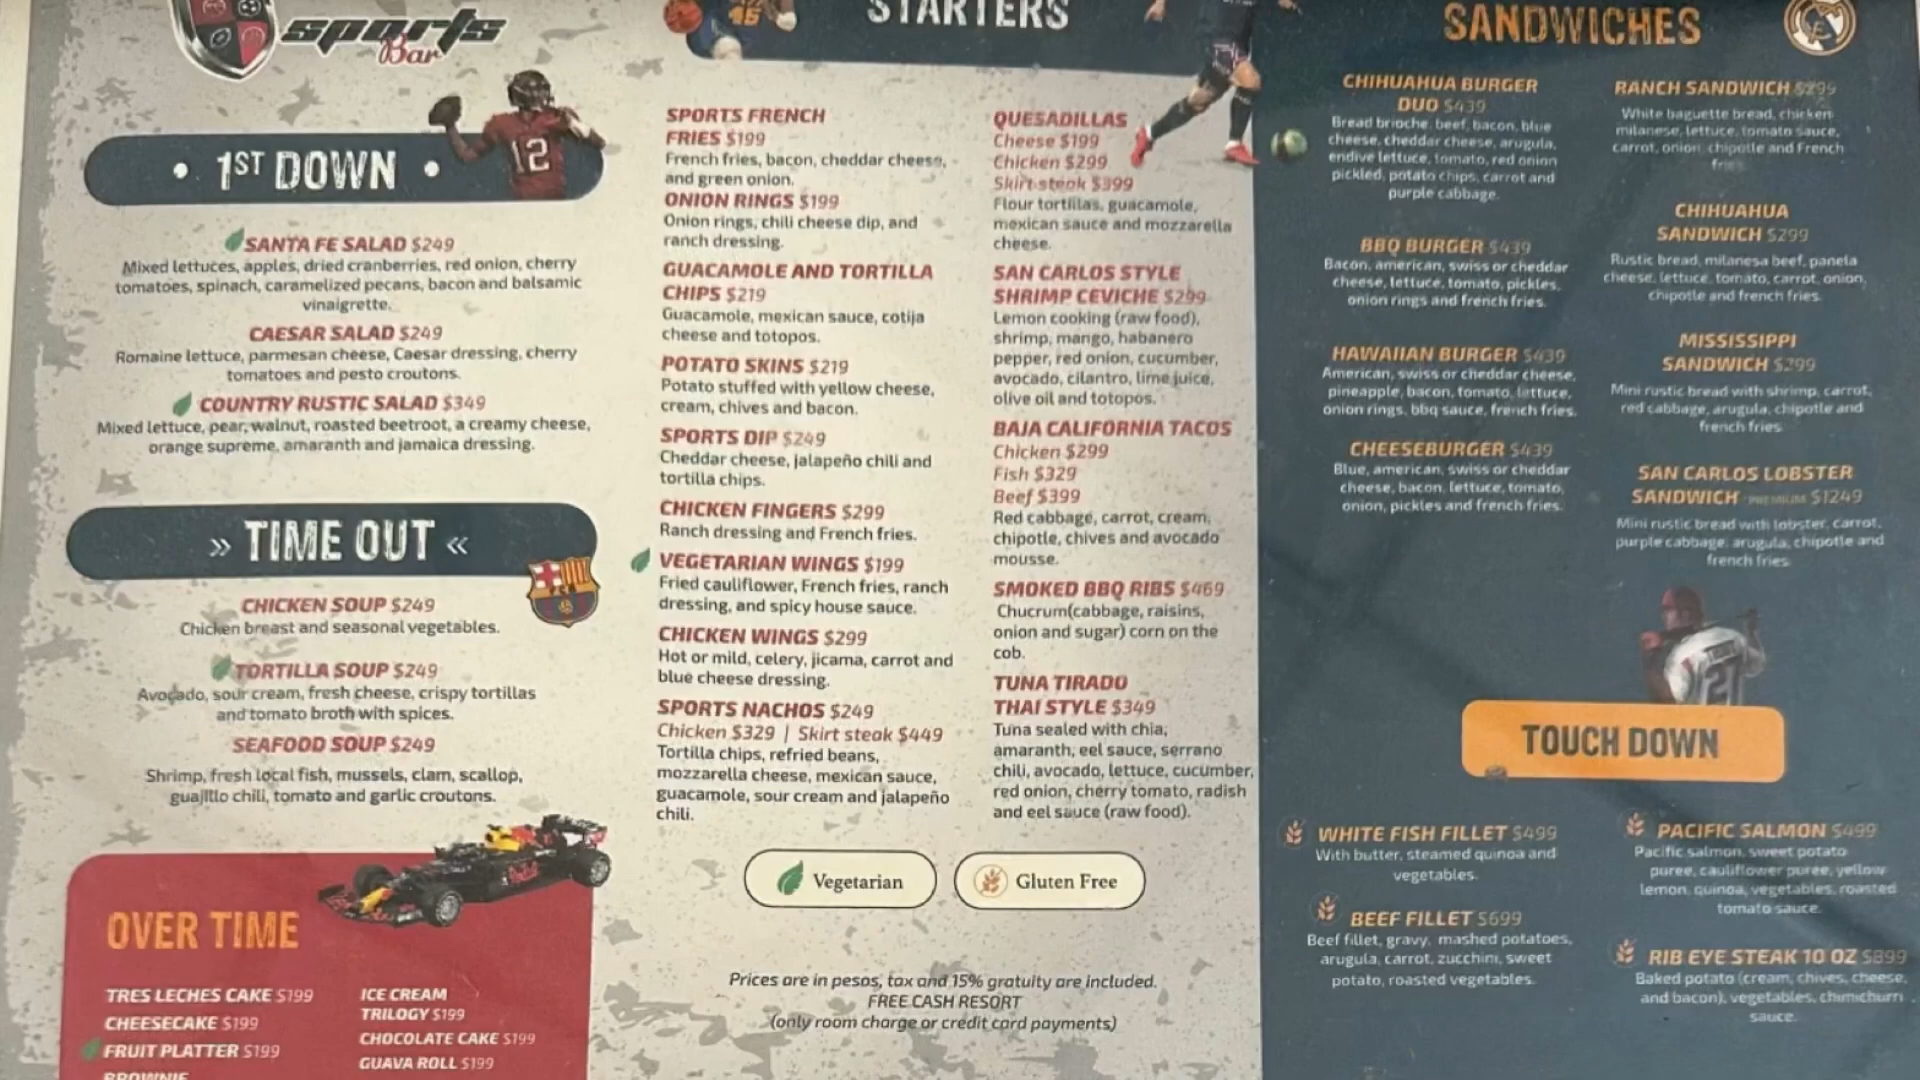 sports
Bar
1ST DOWN
SANTA FE SALAD $249
Mixed lettuces, apples, dried cranberries, red onion, cherry
tomatoes, spinach, caramelized pecans, bacon and balsamic
vinaigrette.
CAESAR SALAD $249
Romaine lettuce, parmesan cheese, Caesar dressing, cherry
tomatoes and pesto croutons.
COUNTRY RUSTIC SALAD $349
Mixed lettuce, pear, walnut, roasted beetroot, a creamy cheese,
orange supreme, amaranth and jamaica dressing.
» TIME OUT «
CHICKEN SOUP $249
Chicken breast and seasonal vegetables.
TORTILLA SOUP $249
Avocado, sour cream, fresh cheese, crispy tortillas
and tomato broth with spices.
SEAFOOD SOUP $249
Shrimp, fresh local fish, mussels, clam, scallop,
guajillo chili, tomato and garlic croutons.
OVER TIME
TRES LECHES CAKE $199
CHEESECAKE $199
FRUIT PLATTER $199
BROWNIE
ICE CREAM
TRILOGY $199
CHOCOLATE CAKE $199
GUAVA ROLL $199
STARTERS
SPORTS FRENCH
FRIES $199
French fries, bacon, cheddar cheese,
and green onion.
ONION RINGS $199
Onion rings, chili cheese dip, and
ranch dressing.
GUACAMOLE AND TORTILLA
CHIPS $219
Guacamole, mexican sauce, cotija
cheese and totopos.
POTATO SKINS $219
Potato stuffed with yellow cheese,
cream, chives and bacon.
SPORTS DIP $249
Cheddar cheese, jalapeño chili and
tortilla chips.
CHICKEN FINGERS $299
Ranch dressing and French fries.
VEGETARIAN WINGS $199
Fried cauliflower, French fries, ranch
dressing, and spicy house sauce.
CHICKEN WINGS $299
Hot or mild, celery, jicama, carrot and
blue cheese dressing.
SPORTS NACHOS $249
Chicken $329 | Skirt steak $449
Tortilla chips, refried beans,
mozzarella cheese, mexican sauce,
guacamole, sour cream and jalapeño
chili.
QUESADILLAS
Cheese $199
Chicken $299
Skirt steak $399
Flour tortillas, guacamole,
mexican sauce and mozzarella
cheese.
SAN CARLOS STYLE
SHRIMP CEVICHE $299
Lemon cooking (raw food),
shrimp, mango, habanero
pepper, red onion, cucumber,
avocado, cilantro, lime juice,
olive oil and totopos.
BAJA CALIFORNIA TACOS
Chicken $299
Fish $329
Beef $399
Red cabbage, carrot, cream,
chipotle, chives and avocado
mousse.
SMOKED BBQ RIBS $469
Chucrum(cabbage, raisins,
onion and sugar) corn on the
cob.
TUNA TIRADO
THAI STYLE $349
Tuna sealed with chia,
amaranth, eel sauce, serrano
chili, avocado, lettuce, cucumber,
red onion, cherry tomato, radish
and eel sauce (raw food).
Vegetarian
Gluten Free
Prices are in pesos, tax and 15% gratuity are included.
FREE CASH RESORT
(only room charge or credit card payments)
SANDWICHES
CHIHUAHUA BURGER
DUO $439
Bread brioche, beef, bacon, blue
cheese, cheddar cheese, arugula,
endive lettuce, tomato, red onion
pickled, potato chips, carrot and
purple cabbage.
BBQ BURGER $439
Bacon, american, swiss or cheddar
cheese, lettuce, tomato, pickles,
onion rings and french fries.
HAWAIIAN BURGER $439
American, swiss or cheddar cheese,
pineapple, bacon, tomato, lettuce,
onion rings, bbq sauce, french fries.
CHEESEBURGER $439
Blue, american, swiss or cheddar
cheese, bacon, lettuce, tomato,
onion, pickles and french fries.
RANCH SANDWICH $299
White baguette bread, chicken
milanese, lettuce, tomato sauce,
carrot, onion, chipotle and French
fries
CHIHUAHUA
SANDWICH $299
Rustic bread, milanesa beef, panela
cheese, lettuce, tomato, carrot, onion,
chipotle and french fries.
MISSISSIPPI
SANDWICH $299
Mini rustic bread with shrimp, carrot,
red cabbage, arugula, chipotle and
french fries
SAN CARLOS LOBSTER
SANDWICH PREMIUM $1249
Mini rustic bread with lobster, carrot,
purple cabbage, arugula, chipotle and
french fries
TOUCH DOWN
WHITE FISH FILLET $499
With butter, steamed quinoa and
vegetables.
BEEF FILLET $699
Beef fillet, gravy, mashed potatoes,
arugula, carrot, zucchini, sweet
potato, roasted vegetables.
PACIFIC SALMON $499
Pacific salmon, sweet potato
puree, cauliflower puree, yellow
lemon, quinoa, vegetables, roasted
tomato sauce.
RIB EYE STEAK 10 OZ $899
Baked potato (cream, chives, cheese,
and bacon), vegetables, chimichurri
sauce.
12
45
TROUT
27